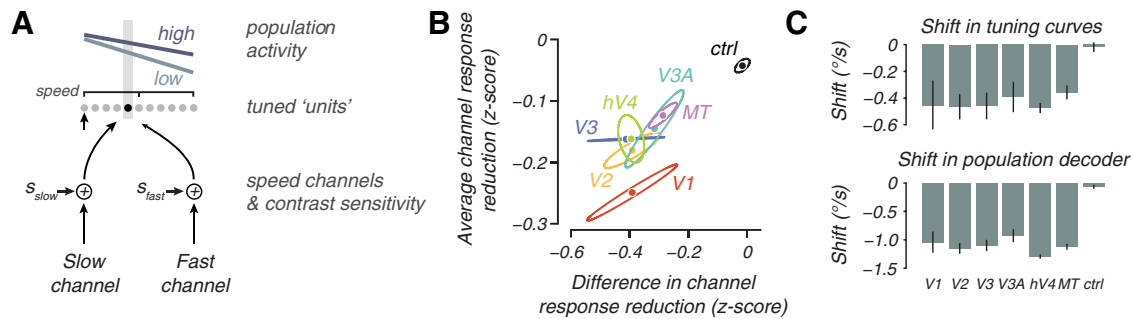 A
high
low
population
activity
speed
tuned 'units'
s_slow
s_fast
speed channels
& contrast sensitivity
Slow
channel
Fast
channel
B
Average channel response
reduction (z-score)
0
−0.1
−0.2
−0.3
ctrl
V3A
hV4
MT
V3
V2
V1
−0.6
−0.4
−0.2
0
Difference in channel
response reduction (z-score)
C
Shift in tuning curves
Shift (°/s)
0
−0.2
−0.4
−0.6
Shift in population decoder
Shift (°/s)
0
−0.5
−1.0
−1.5
V1 V2 V3 V3A hV4 MT ctrl